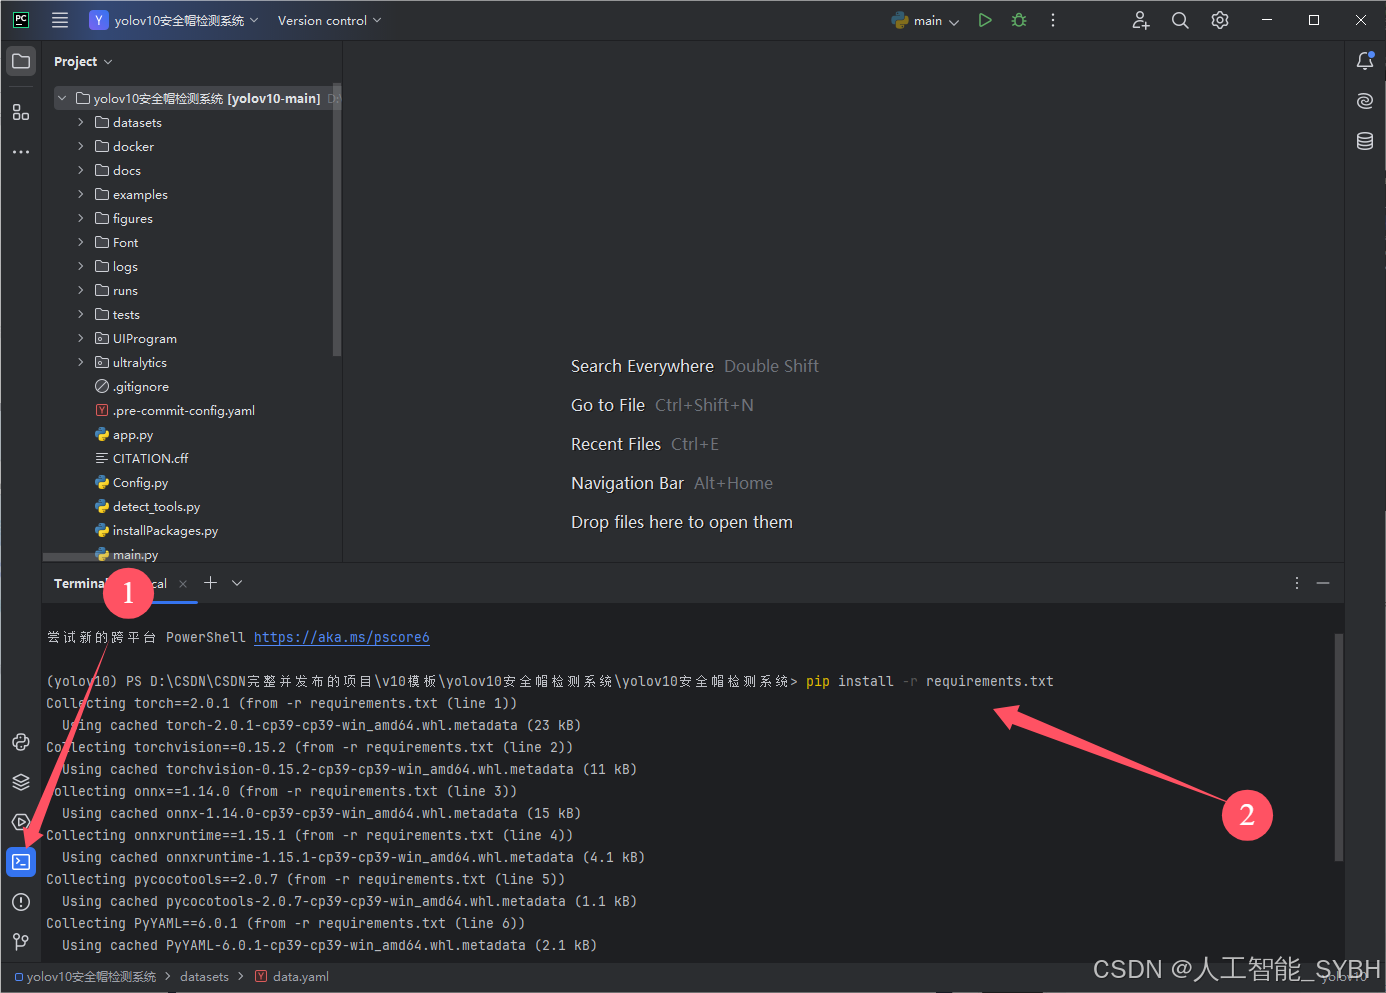 PC
Y yolov10安全帽检测系统
Version control
main
Project
yolov10安全帽检测系统 [yolov10-main] D:\
datasets
docker
docs
examples
figures
Font
logs
runs
tests
UIProgram
ultralytics
.gitignore
Y .pre-commit-config.yaml
app.py
CITATION.cff
Config.py
detect_tools.py
installPackages.py
main.py
Search Everywhere Double Shift
Go to File Ctrl+Shift+N
Recent Files Ctrl+E
Navigation Bar Alt+Home
Drop files here to open them
Terminal cal
1
尝试新的跨平台 PowerShell https://aka.ms/pscore6
(yolov10) PS D:\CSDN\CSDN完整并发布的项目\v10模板\yolov10安全帽检测系统\yolov10安全帽检测系统> pip install -r requirements.txt
Collecting torch==2.0.1 (from -r requirements.txt (line 1))
Using cached torch-2.0.1-cp39-cp39-win_amd64.whl.metadata (23 kB)
Collecting torchvision==0.15.2 (from -r requirements.txt (line 2))
Using cached torchvision-0.15.2-cp39-cp39-win_amd64.whl.metadata (11 kB)
Collecting onnx==1.14.0 (from -r requirements.txt (line 3))
Using cached onnx-1.14.0-cp39-cp39-win_amd64.whl.metadata (15 kB)
2
Collecting onnxruntime==1.15.1 (from -r requirements.txt (line 4))
Using cached onnxruntime-1.15.1-cp39-cp39-win_amd64.whl.metadata (4.1 kB)
Collecting pycocotools==2.0.7 (from -r requirements.txt (line 5))
Using cached pycocotools-2.0.7-cp39-cp39-win_amd64.whl.metadata (1.1 kB)
Collecting PyYAML==6.0.1 (from -r requirements.txt (line 6))
Using cached PyYAML-6.0.1-cp39-cp39-win_amd64.whl.metadata (2.1 kB)
yolov10安全帽检测系统 > datasets > Y data.yaml
yolov10
CSDN @人工智能_SYBH